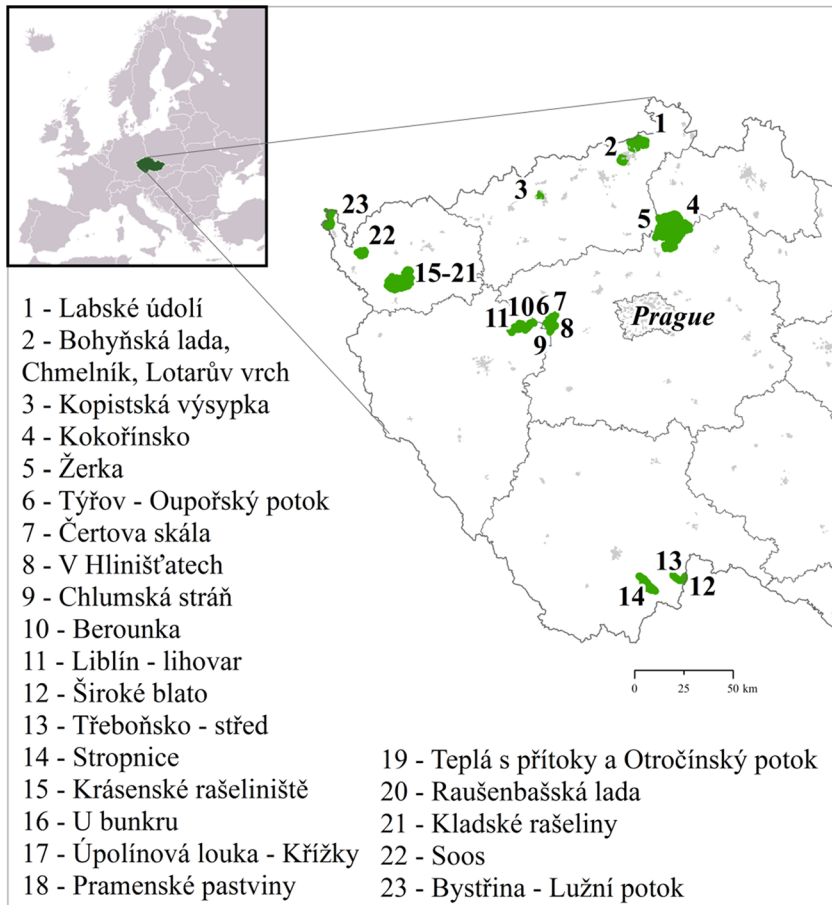 1
2
3
23
4
5
22
15-21
7
11 10 6
8
9
Prague
1 - Labské údolí
2 - Bohyňská lada,
Chmelník, Lotarův vrch
3 - Kopistská výsypka
4 - Kokořínsko
5 - Žerka
6 - Týřov - Oupořský potok
7 - Čertova skála
8 - V Hlinišťatech
9 - Chlumská stráň
10 - Berounka
11 - Liblín - lihovar
12 - Široké blato
13 - Třeboňsko - střed
14 - Stropnice
15 - Krásenské rašeliniště
16 - U bunkru
17 - Úpolínová louka - Křížky
18 - Pramenské pastviny
13
14
12
0 25 50 km
19 - Teplá s přítoky a Otročínský potok
20 - Raušenbašská lada
21 - Kladské rašeliny
22 - Soos
23 - Bystřina - Lužní potok